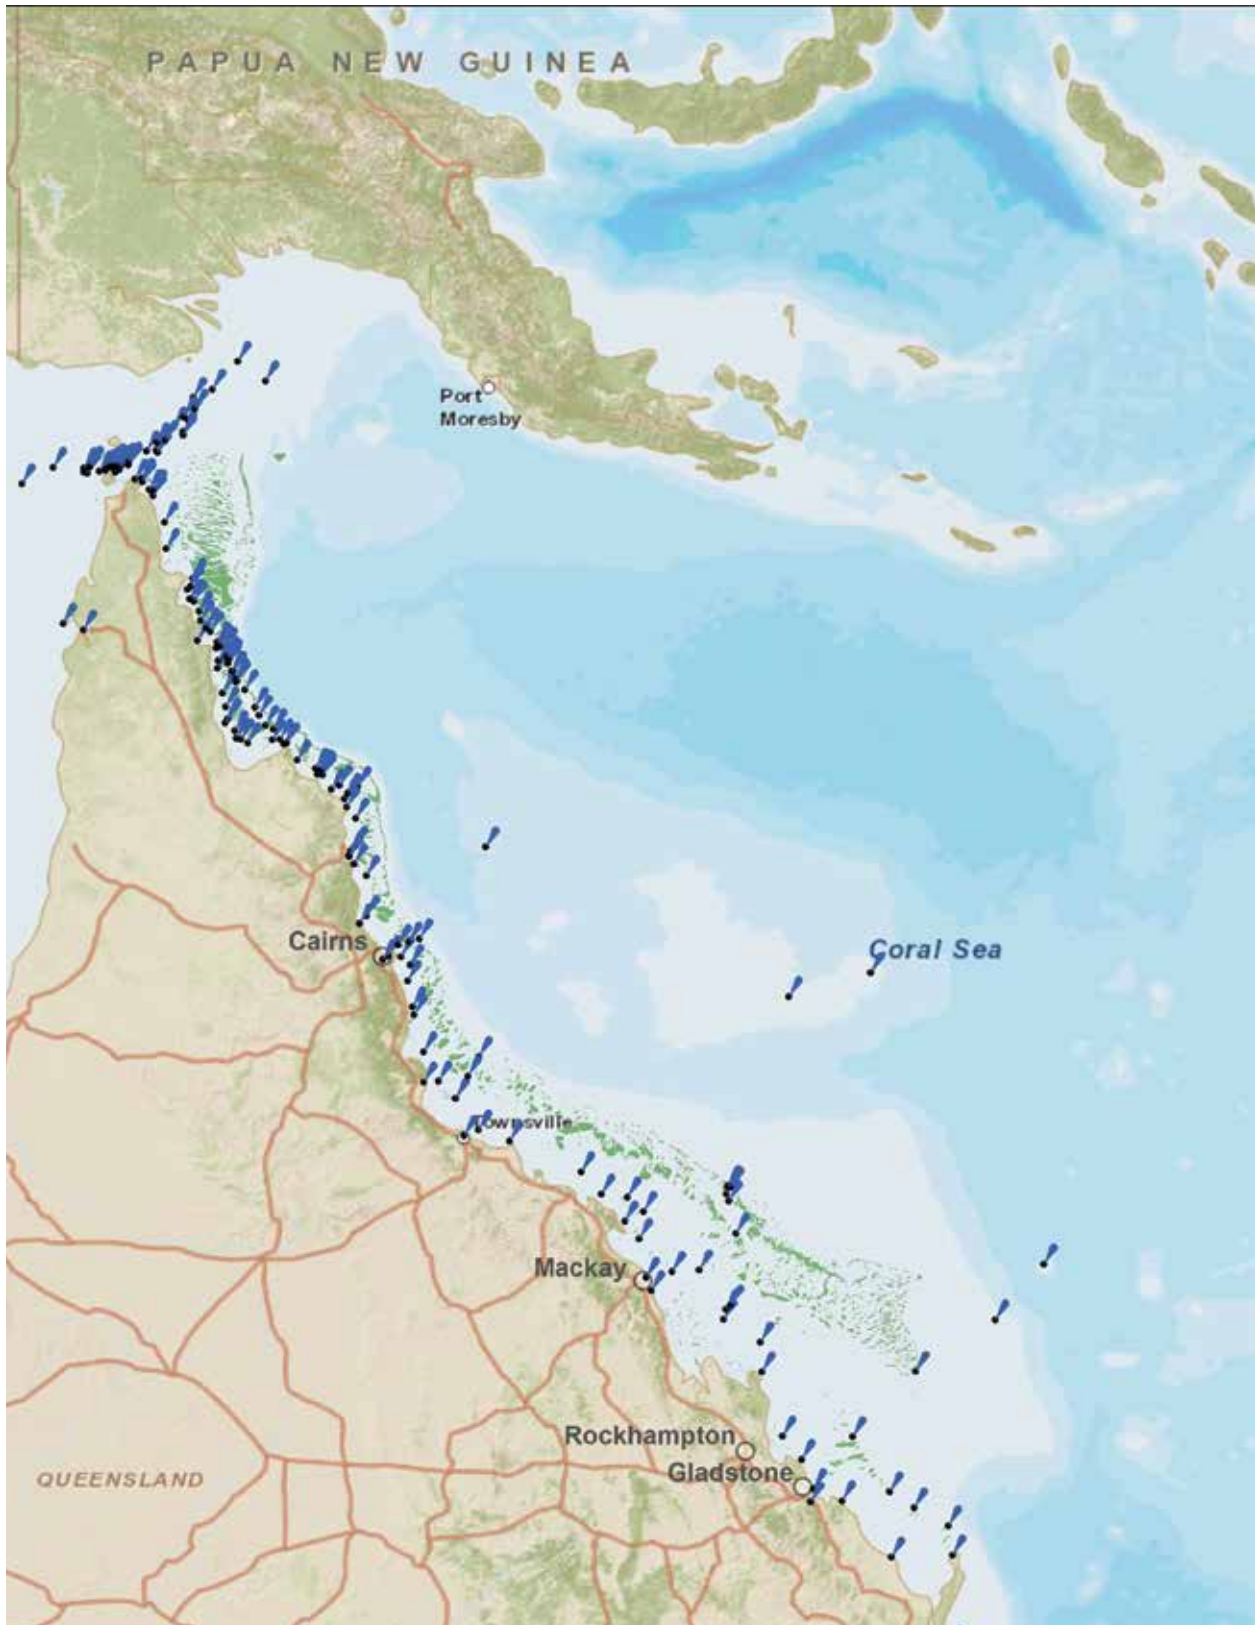 PAPUA NEW GUINEA
Port
Moresby
Cairns
Coral Sea
Townsville
Mackay
Rockhampton
Gladstone
QUEENSLAND